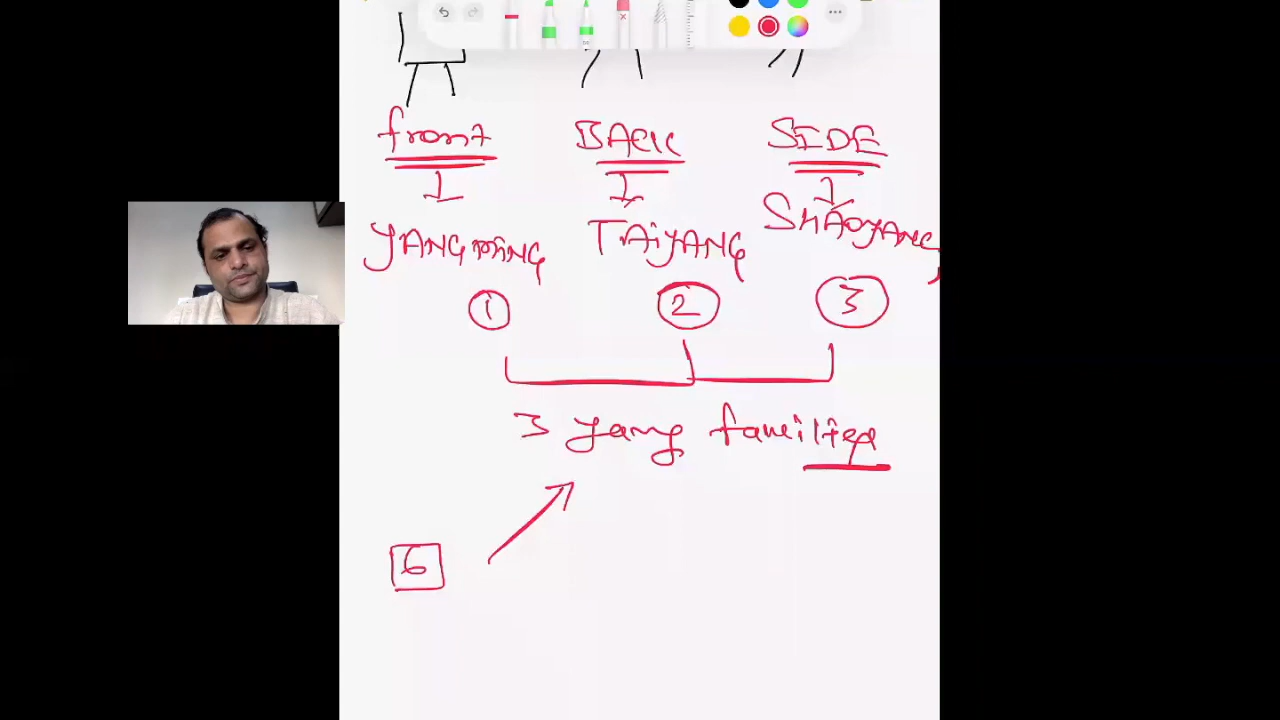 front BACK SIDE
YANGMING TAiYANG SHAOYANG
1 2 3
3 yang families
6